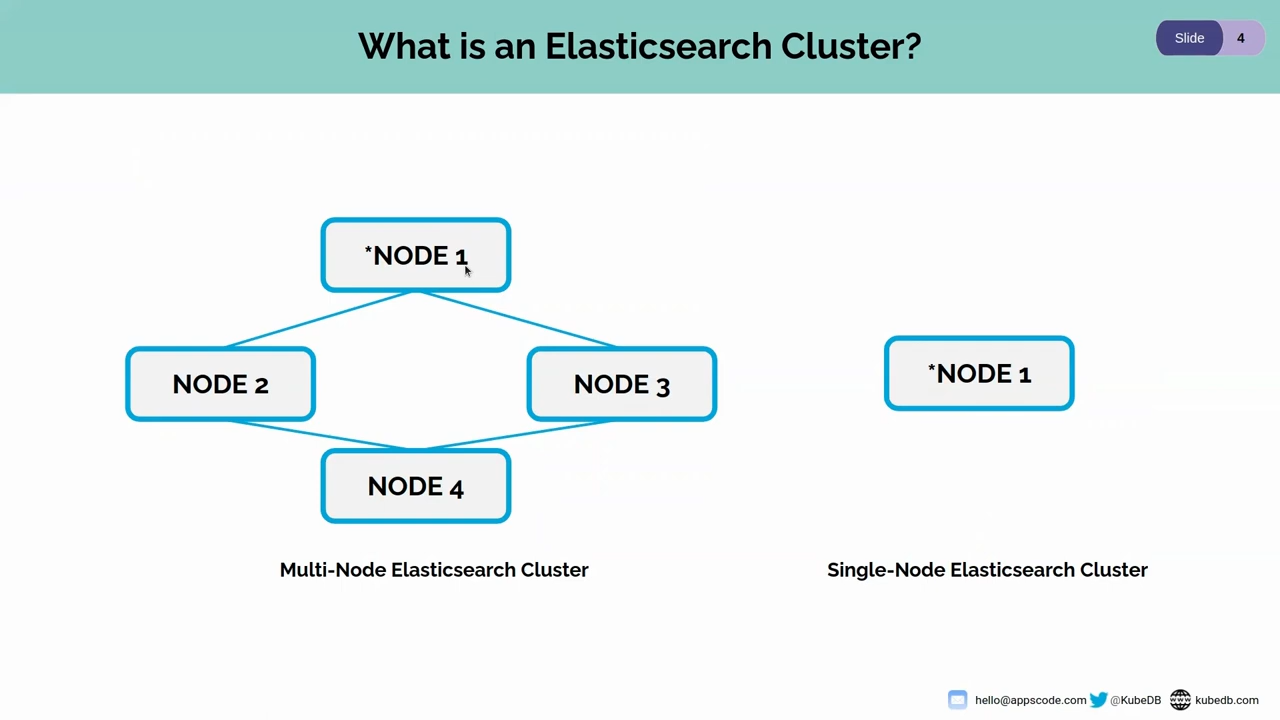 What is an Elasticsearch Cluster?
Slide 4
*NODE 1
NODE 2
NODE 3
NODE 4
*NODE 1
Multi-Node Elasticsearch Cluster
Single-Node Elasticsearch Cluster
hello@appscode.com @KubeDB kubedb.com